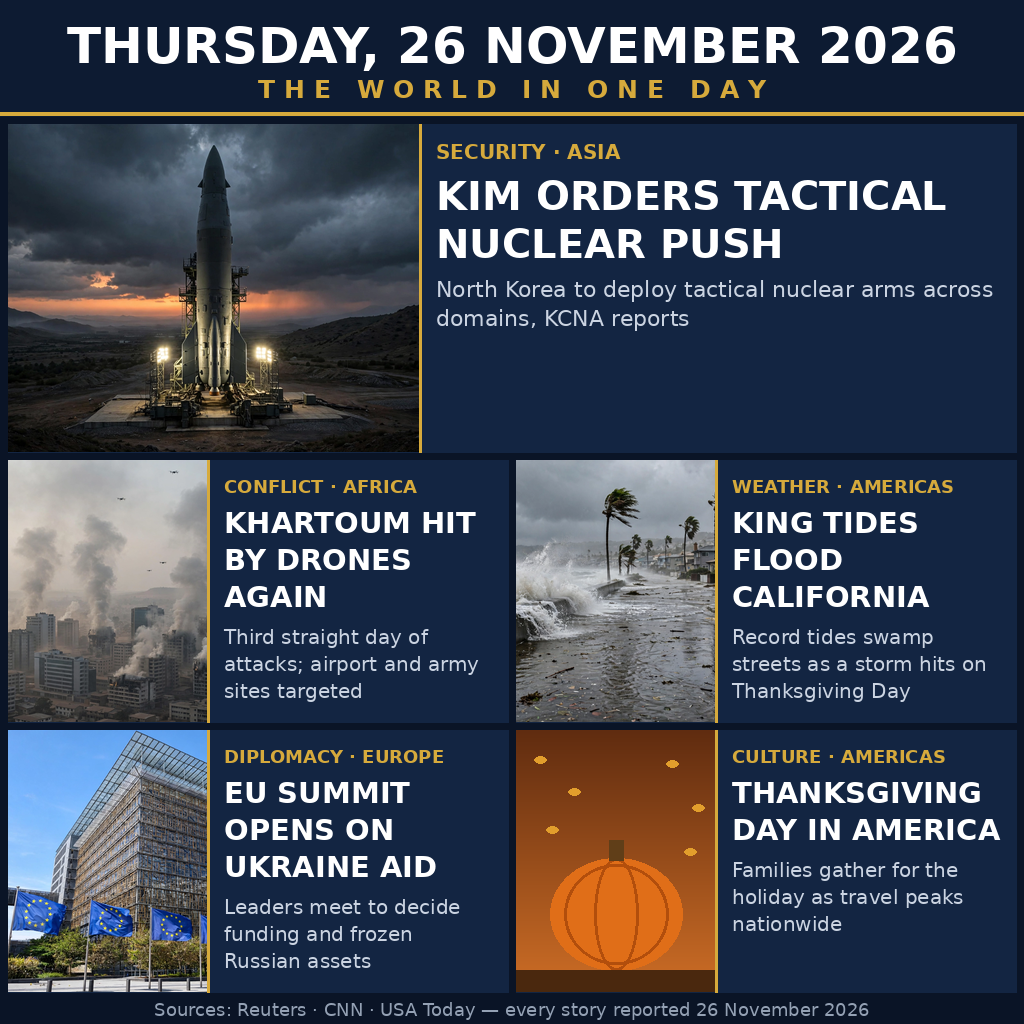 THURSDAY, 26 NOVEMBER 2026
THE WORLD IN ONE DAY
SECURITY · ASIA
KIM ORDERS TACTICAL
NUCLEAR PUSH
North Korea to deploy tactical nuclear arms across
domains, KCNA reports
CONFLICT · AFRICA
KHARTOUM HIT
BY DRONES
AGAIN
Third straight day of
attacks; airport and army
sites targeted
WEATHER · AMERICAS
KING TIDES
FLOOD
CALIFORNIA
Record tides swamp
streets as a storm hits on
Thanksgiving Day
DIPLOMACY · EUROPE
EU SUMMIT
OPENS ON
UKRAINE AID
Leaders meet to decide
funding and frozen
Russian assets
CULTURE · AMERICAS
THANKSGIVING
DAY IN AMERICA
Families gather for the
holiday as travel peaks
nationwide
Sources: Reuters · CNN · USA Today — every story reported 26 November 2026